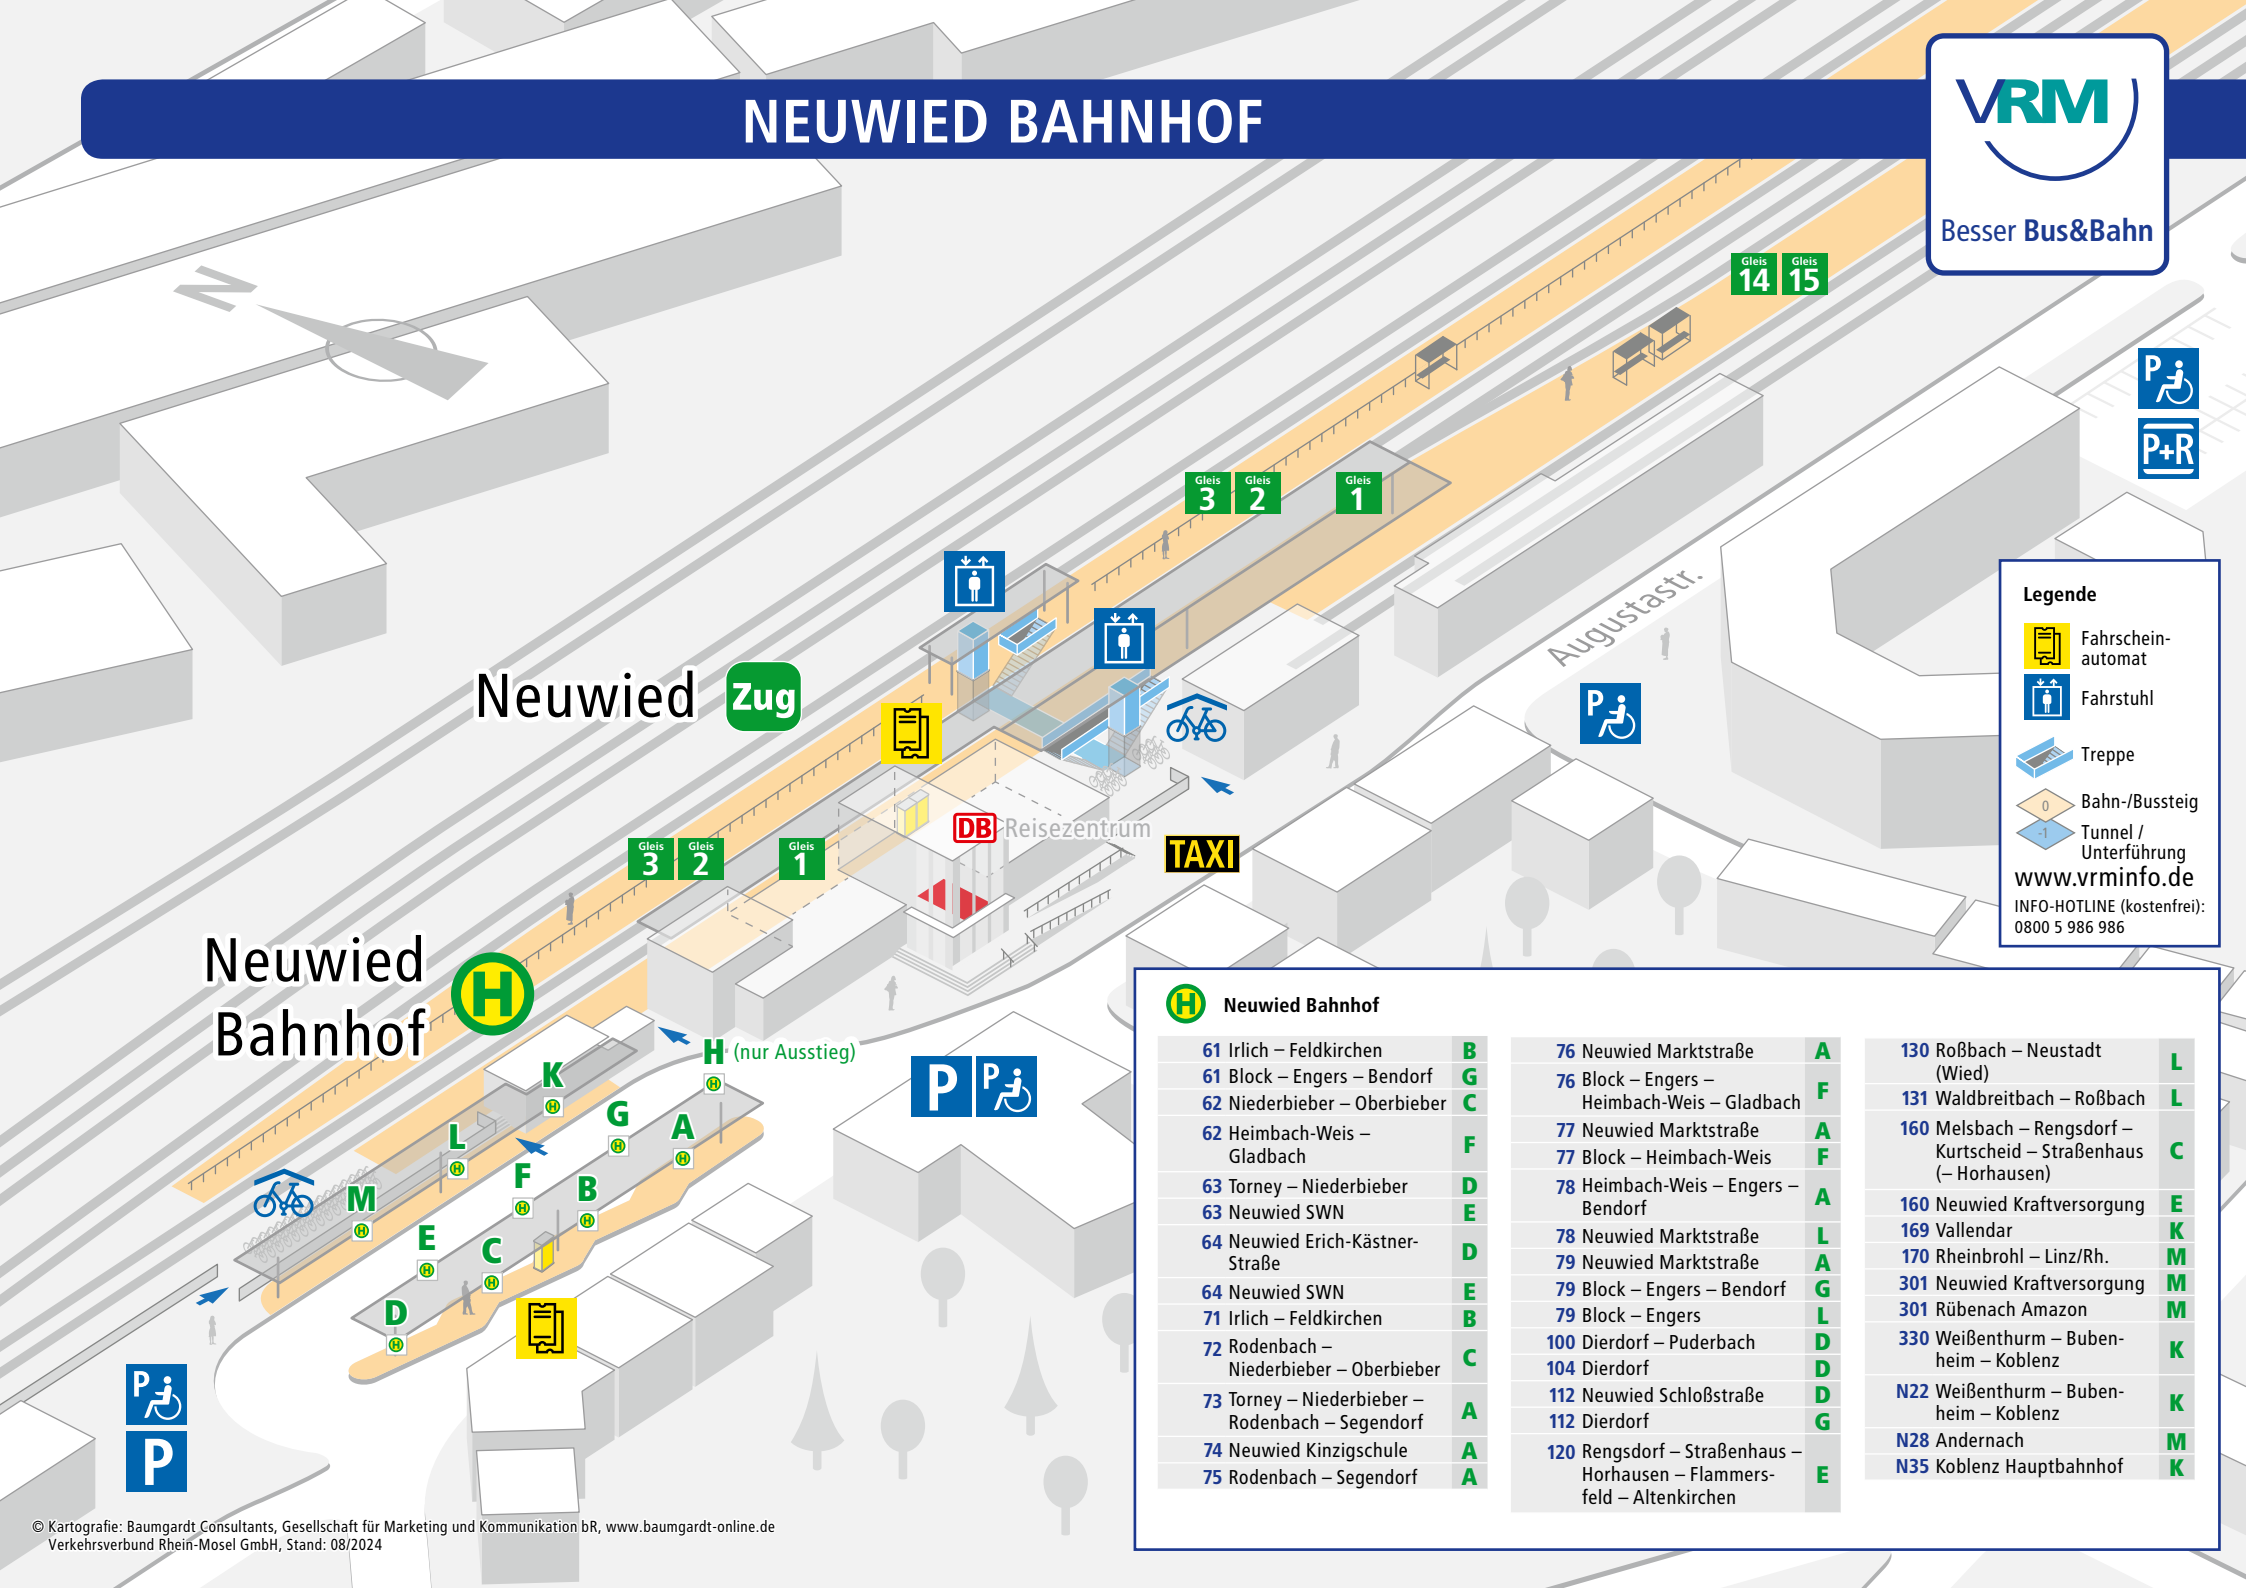 NEUWIED BAHNHOF
VRM
Besser Bus&Bahn
N
Gleis 14 Gleis 15
P
P+R
Gleis 3 Gleis 2 Gleis 1
Augustastr.
Neuwied Zug
P
DB Reisezentrum
TAXI
Gleis 3 Gleis 2 Gleis 1
Neuwied
Bahnhof H
H (nur Ausstieg)
K
G
A
L
F
B
M
E
C
D
P P
P
P
Legende
Fahrschein-
automat
Fahrstuhl
Treppe
0 Bahn-/Bussteig
-1 Tunnel /
Unterführung
www.vrminfo.de
INFO-HOTLINE (kostenfrei):
0800 5 986 986
H Neuwied Bahnhof
61 Irlich – Feldkirchen B
61 Block – Engers – Bendorf G
62 Niederbieber – Oberbieber C
62 Heimbach-Weis –
Gladbach F
63 Torney – Niederbieber D
63 Neuwied SWN E
64 Neuwied Erich-Kästner-
Straße D
64 Neuwied SWN E
71 Irlich – Feldkirchen B
72 Rodenbach –
Niederbieber – Oberbieber C
73 Torney – Niederbieber –
Rodenbach – Segendorf A
74 Neuwied Kinzigschule A
75 Rodenbach – Segendorf A
76 Neuwied Marktstraße A
76 Block – Engers –
Heimbach-Weis – Gladbach F
77 Neuwied Marktstraße A
77 Block – Heimbach-Weis F
78 Heimbach-Weis – Engers –
Bendorf A
78 Neuwied Marktstraße L
79 Neuwied Marktstraße A
79 Block – Engers – Bendorf G
79 Block – Engers L
100 Dierdorf – Puderbach D
104 Dierdorf D
112 Neuwied Schloßstraße D
112 Dierdorf G
120 Rengsdorf – Straßenhaus –
Horhausen – Flammers-
feld – Altenkirchen E
130 Roßbach – Neustadt
(Wied) L
131 Waldbreitbach – Roßbach L
160 Melsbach – Rengsdorf –
Kurtscheid – Straßenhaus
(– Horhausen) C
160 Neuwied Kraftversorgung E
169 Vallendar K
170 Rheinbrohl – Linz/Rh. M
301 Neuwied Kraftversorgung M
301 Rübenach Amazon M
330 Weißenthurm – Buben-
heim – Koblenz K
N22 Weißenthurm – Buben-
heim – Koblenz K
N28 Andernach M
N35 Koblenz Hauptbahnhof K
© Kartografie: Baumgardt Consultants, Gesellschaft für Marketing und Kommunikation bR, www.baumgardt-online.de
Verkehrsverbund Rhein-Mosel GmbH, Stand: 08/2024